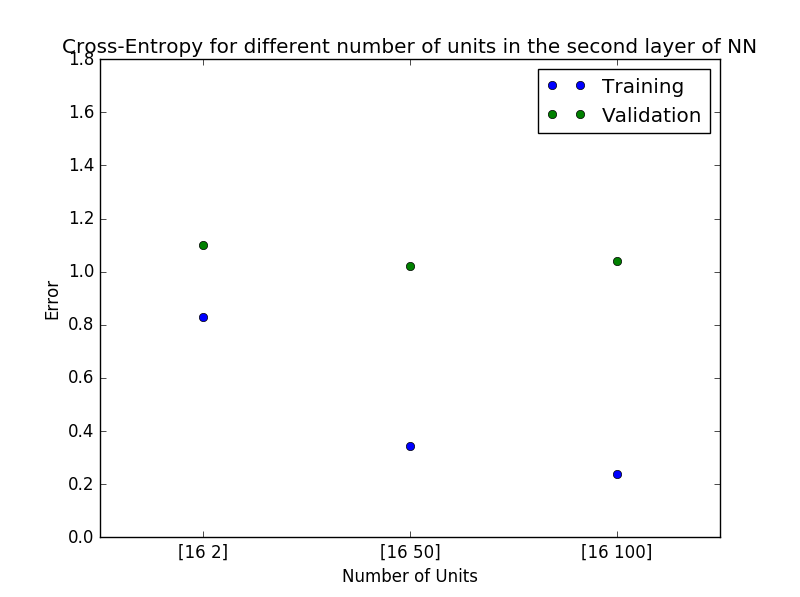 Cross-Entropy for different number of units in the second layer of NN
Training
Validation
1.8
1.6
1.4
1.2
1.0
0.8
0.6
0.4
0.2
0.0
Error
[16 2]
[16 50]
[16 100]
Number of Units